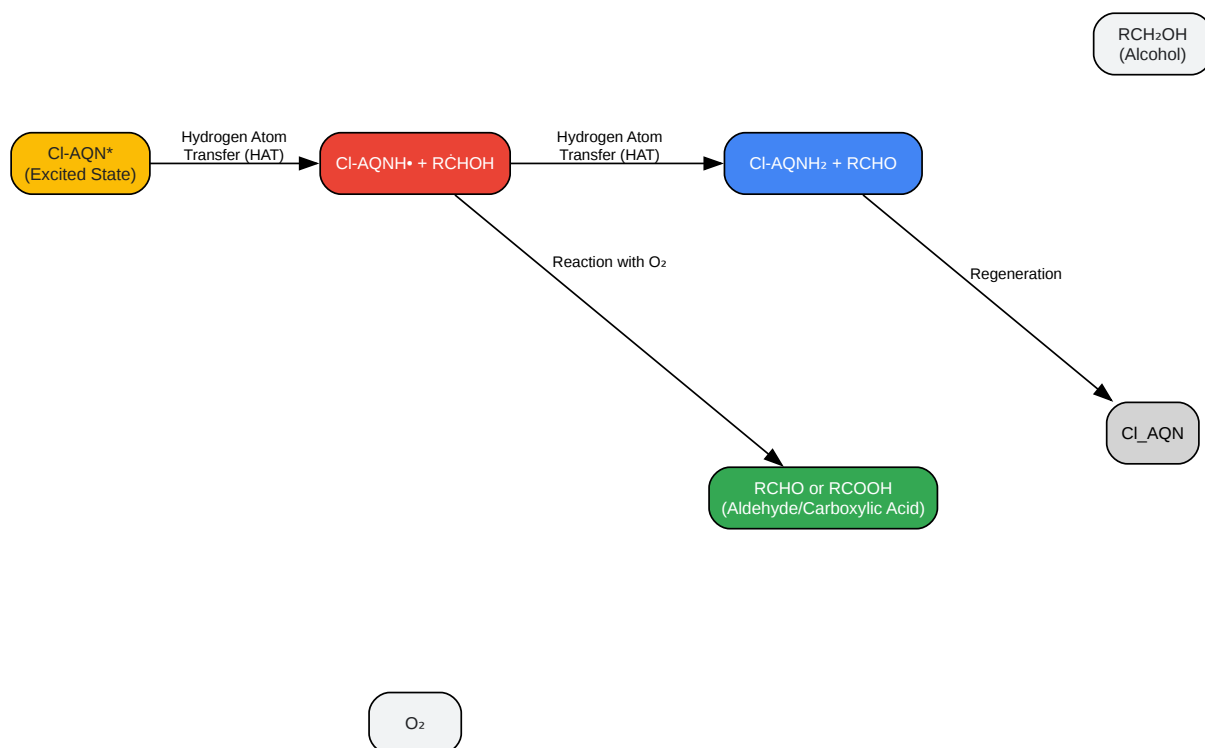 RCH₂OH
(Alcohol)
Hydrogen Atom
Transfer (HAT)
Hydrogen Atom
Transfer (HAT)
Cl-AQN*
(Excited State)
Cl-AQNH• + RĊHOH
Cl-AQNH₂ + RCHO
Reaction with O₂
Regeneration
Cl_AQN
RCHO or RCOOH
(Aldehyde/Carboxylic Acid)
O₂